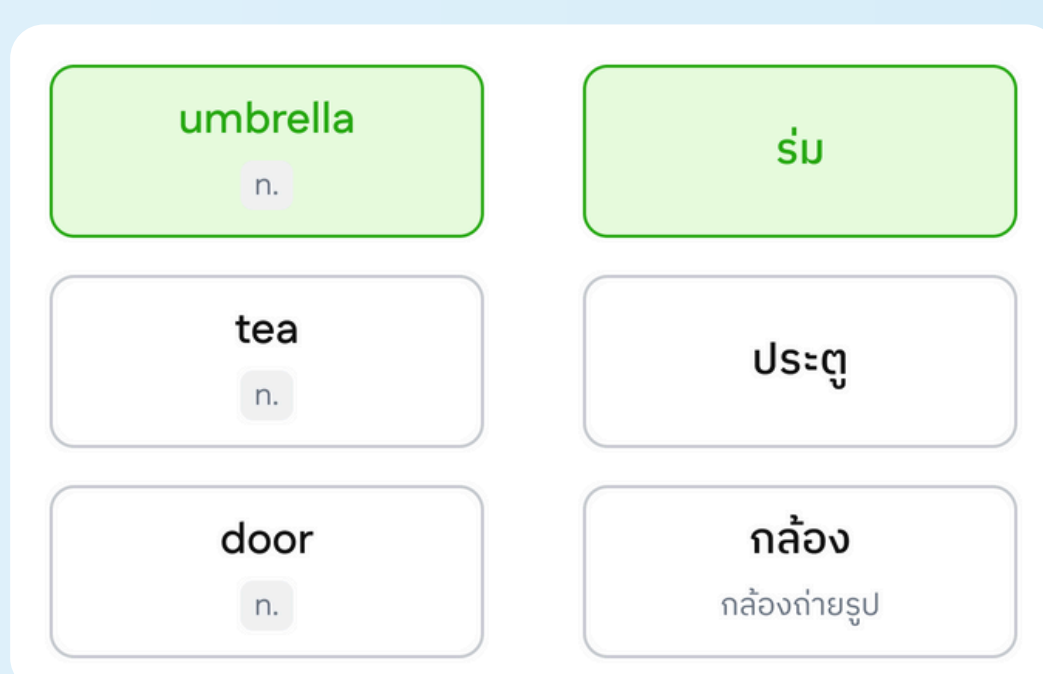 umbrella
n.
ร่ม
tea
n.
ประตู
door
n.
กล้อง
กล้องถ่ายรูป